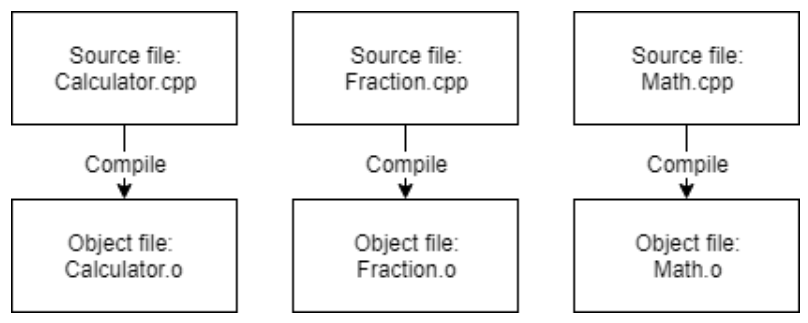 Source file:
Calculator.cpp
Source file:
Fraction.cpp
Source file:
Math.cpp
Compile
Compile
Compile
Object file:
Calculator.o
Object file:
Fraction.o
Object file:
Math.o